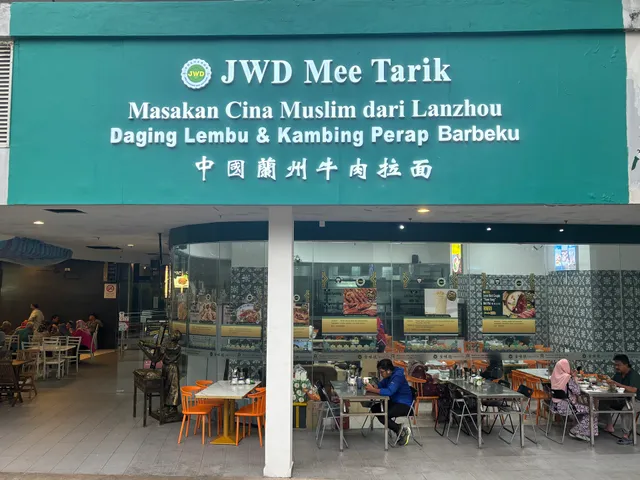 JWD JWD Mee Tarik
Masakan Cina Muslim dari Lanzhou
Daging Lembu & Kambing Perap Barbeku
中國蘭州牛肉拉面